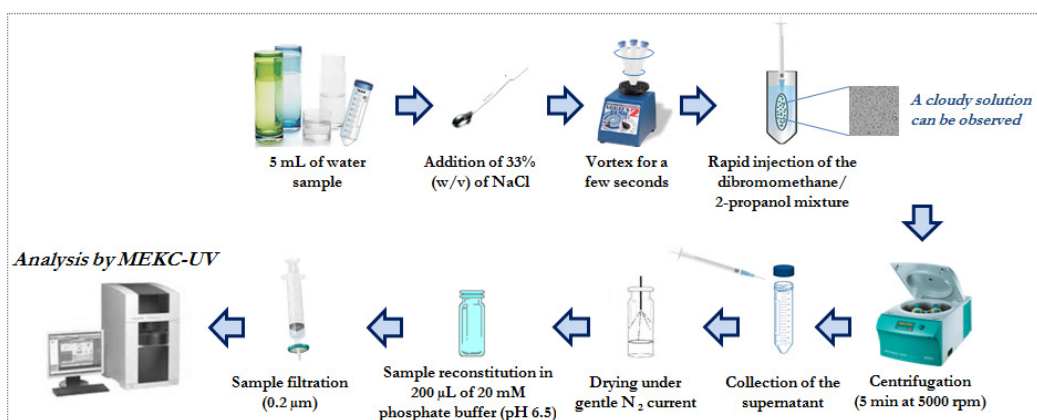 5 mL of water
sample
Addition of 33%
(w/v) of NaCl
Vortex for a
few seconds
Rapid injection of the
dibromomethane/
2-propanol mixture
A cloudy solution
can be observed
Analysis by MEKC-UV
Sample filtration
(0.2 µm)
Sample reconstitution in
200 µL of 20 mM
phosphate buffer (pH 6.5)
Drying under
gentle N₂ current
Collection of the
supernatant
Centrifugation
(5 min at 5000 rpm)